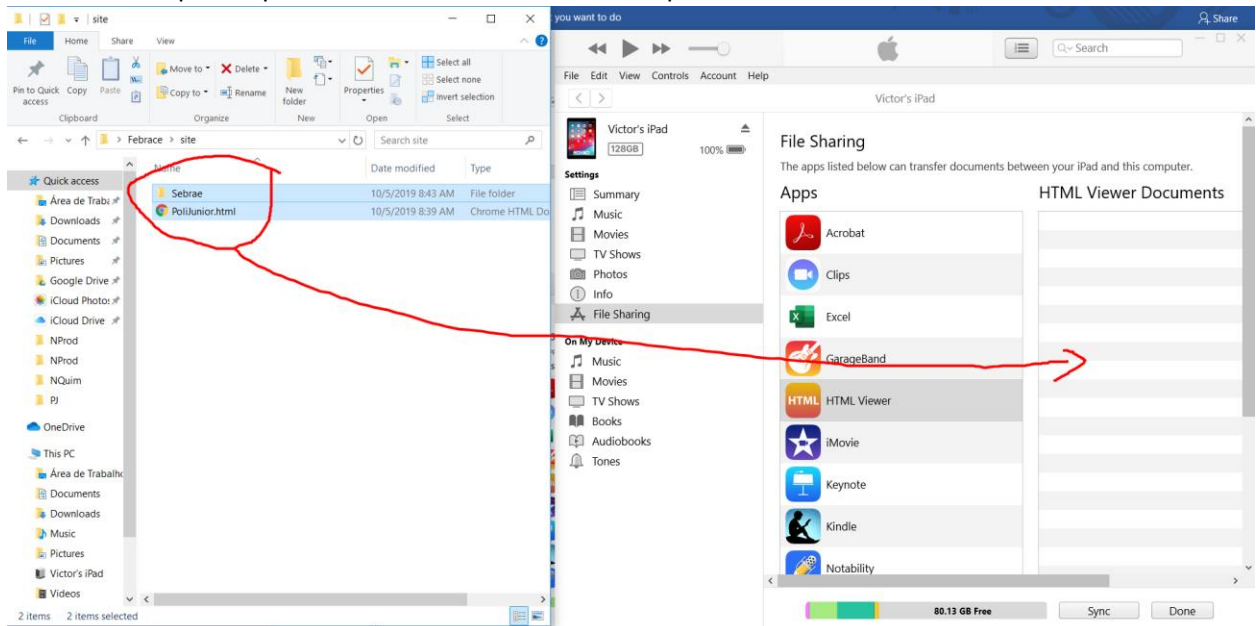 site
you want to do
Share
File Home Share View
Search
Pin to Quick access
Copy
Paste
Move to
Copy to
Delete
Rename
New folder
Properties
Select all
Select none
Invert selection
Clipboard Organize New Open Select
File Edit View Controls Account Help
Victor's iPad
Febrace > site
Search site
Name Date modified Type
Sebrae 10/5/2019 8:43 AM File folder
PoliJunior.html 10/5/2019 8:39 AM Chrome HTML Do
Quick access
Área de Traba
Downloads
Documents
Pictures
Google Drive
iCloud Photo
iCloud Drive
NProd
NProd
NQuim
PJ
OneDrive
This PC
Área de Trabalho
Documents
Downloads
Music
Pictures
Victor's iPad
Videos
2 items 2 items selected
Victor's iPad
128GB 100%
Settings
Summary
Music
Movies
TV Shows
Photos
Info
File Sharing
On My Device
Music
Movies
TV Shows
Books
Audiobooks
Tones
File Sharing
The apps listed below can transfer documents between your iPad and this computer.
Apps
Acrobat
Clips
Excel
GarageBand
HTML HTML Viewer
iMovie
Keynote
Kindle
Notability
HTML Viewer Documents
80.13 GB Free
Sync Done